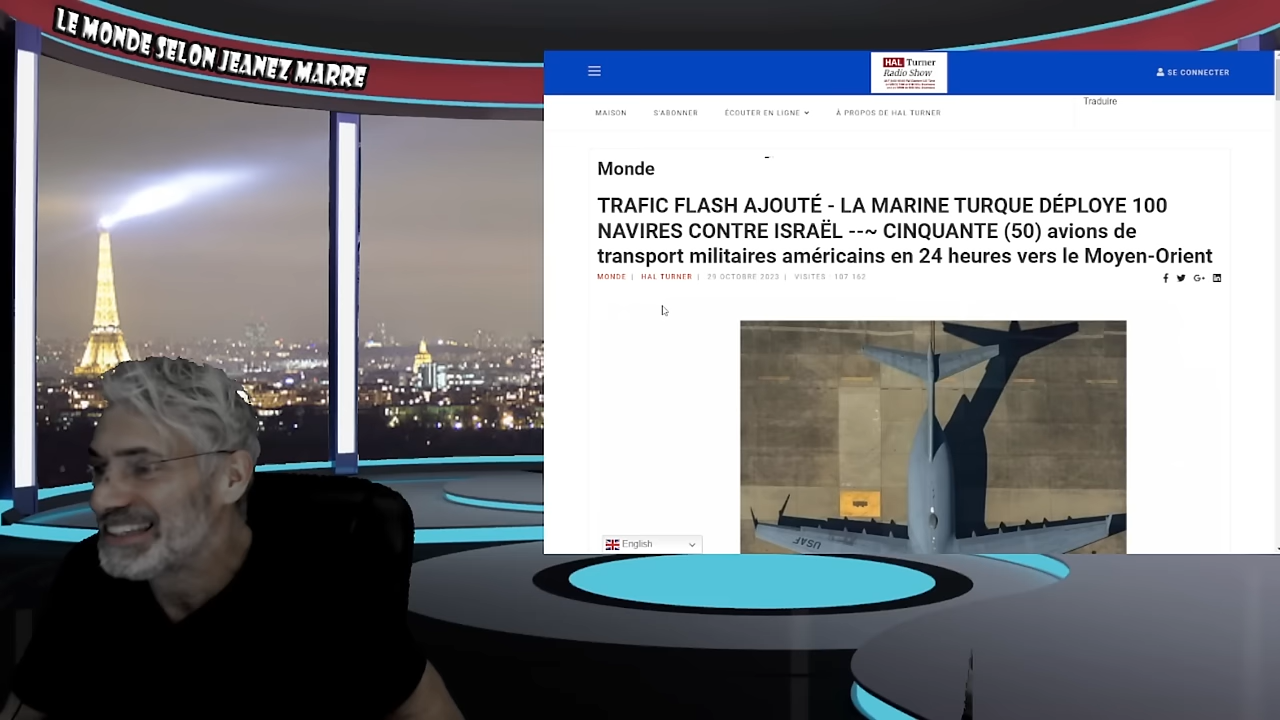 LE MONDE SELON JEANEZ MARRE
HAL Turner
Radio Show
SE CONNECTER
MAISON S'ABONNER ÉCOUTER EN LIGNE À PROPOS DE HAL TURNER
Traduire
Monde
TRAFIC FLASH AJOUTÉ - LA MARINE TURQUE DÉPLOYE 100
NAVIRES CONTRE ISRAËL --~ CINQUANTE (50) avions de
transport militaires américains en 24 heures vers le Moyen-Orient
MONDE | HAL TURNER | 29 OCTOBRE 2023 | VISITES : 107 162
USAF
English